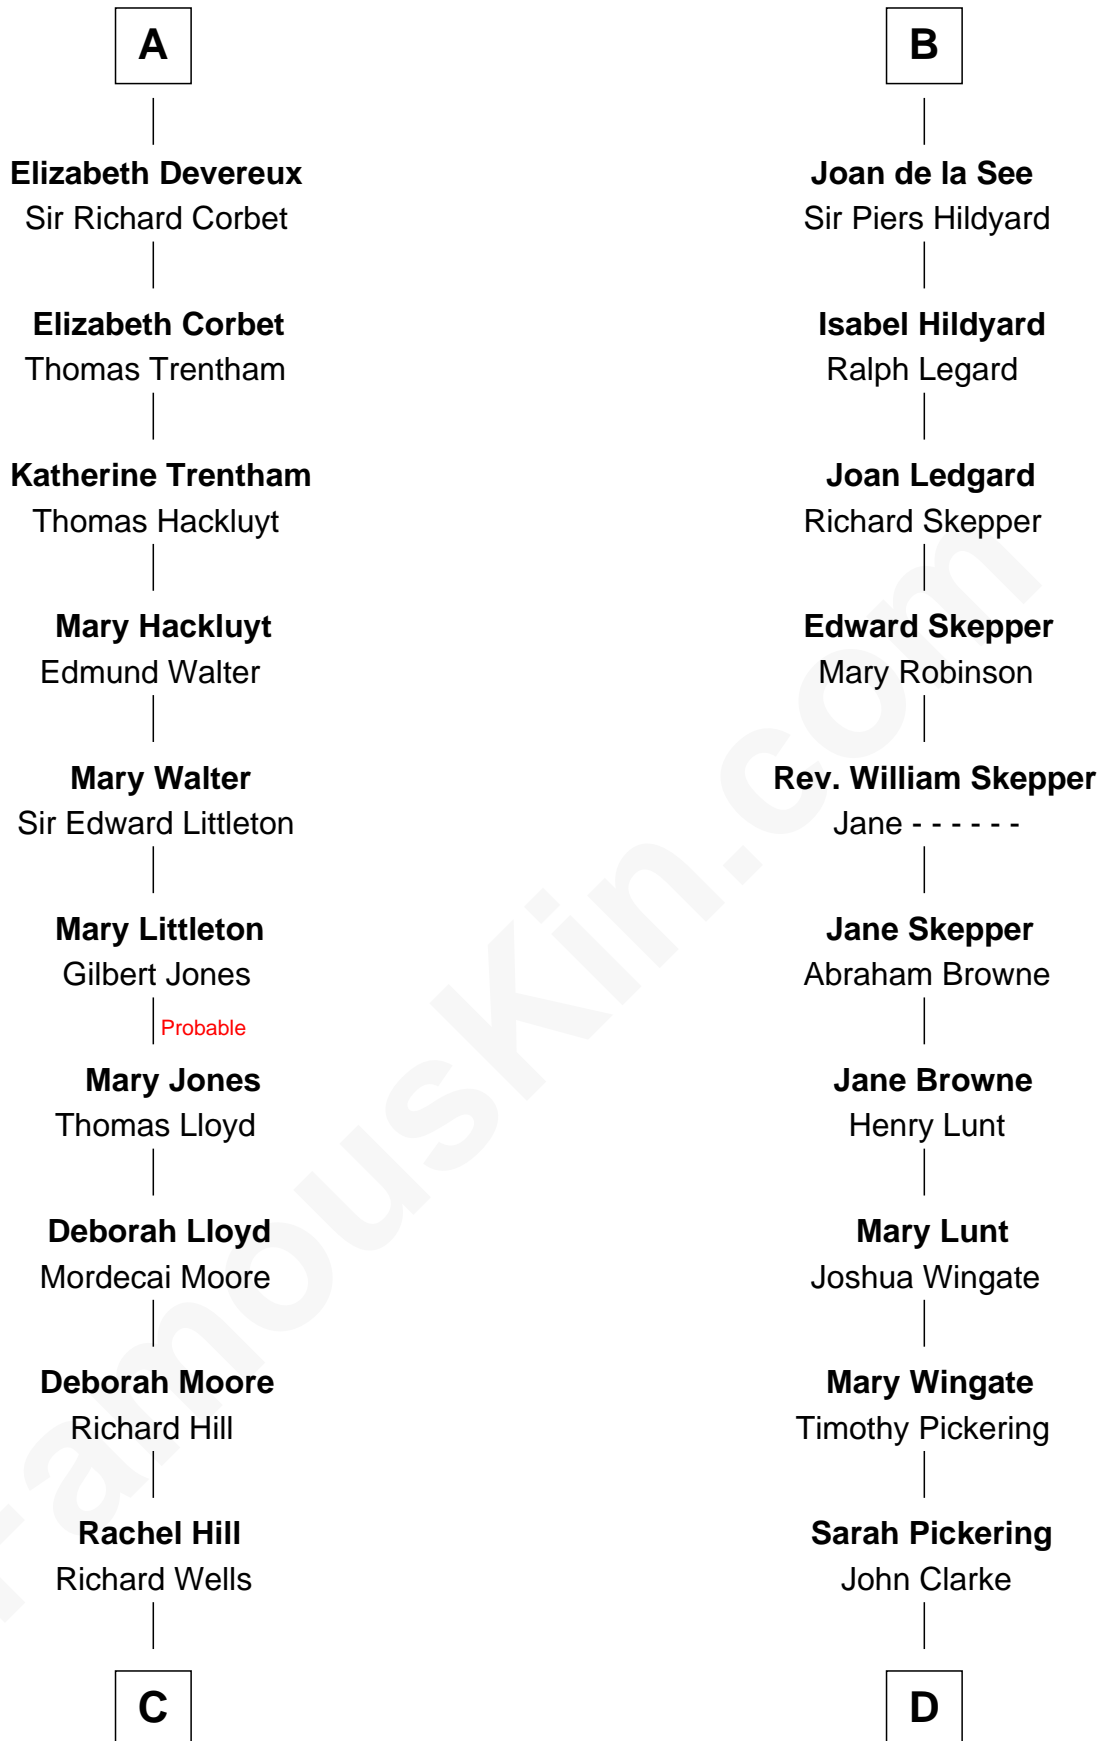 A
Elizabeth Devereux
Sir Richard Corbet
Elizabeth Corbet
Thomas Trentham
Katherine Trentham
Thomas Hackluyt
Mary Hackluyt
Edmund Walter
Mary Walter
Sir Edward Littleton
Mary Littleton
Gilbert Jones
Probable
Mary Jones
Thomas Lloyd
Deborah Lloyd
Mordecai Moore
Deborah Moore
Richard Hill
Rachel Hill
Richard Wells
C
B
Joan de la See
Sir Piers Hildyard
Isabel Hildyard
Ralph Legard
Joan Ledgard
Richard Skepper
Edward Skepper
Mary Robinson
Rev. William Skepper
Jane - - - - - -
Jane Skepper
Abraham Browne
Jane Browne
Henry Lunt
Mary Lunt
Joshua Wingate
Mary Wingate
Timothy Pickering
Sarah Pickering
John Clarke
D
FamousKin.com